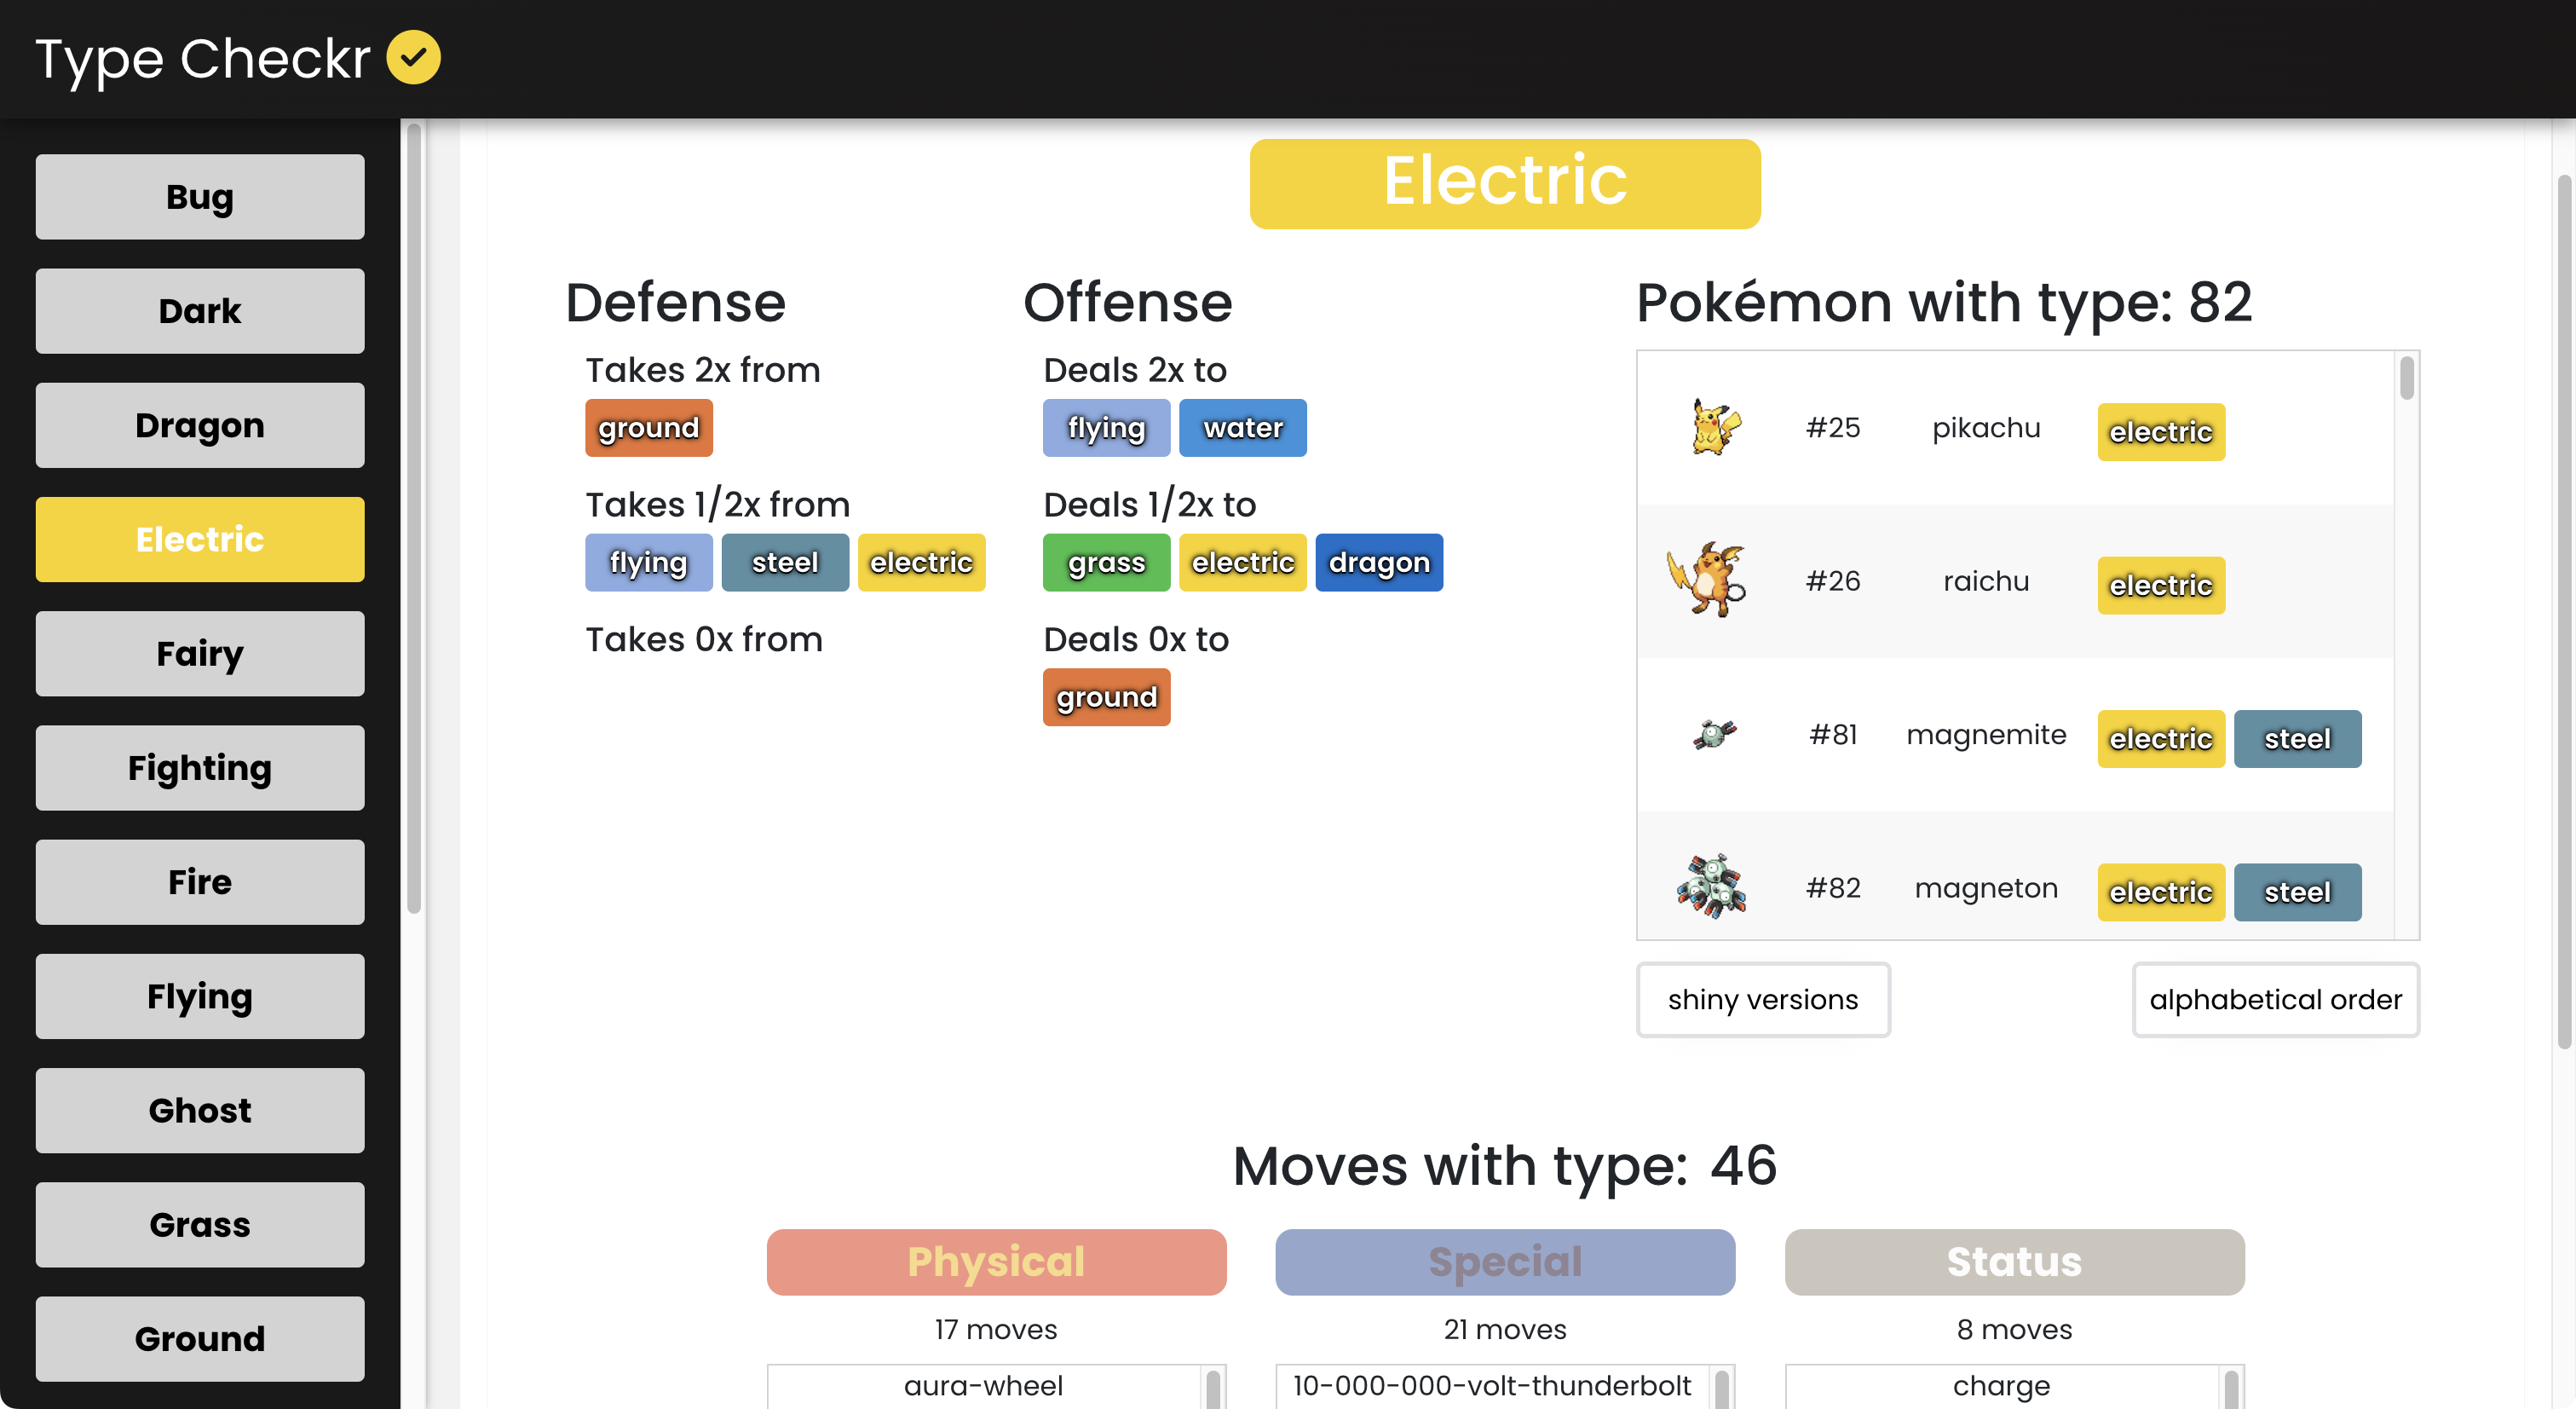 Type Checkr
Bug
Dark
Dragon
Electric
Fairy
Fighting
Fire
Flying
Ghost
Grass
Ground
Electric
Defense
Takes 2x from
ground
Takes 1/2x from
flying steel electric
Takes 0x from
Offense
Deals 2x to
flying water
Deals 1/2x to
grass electric dragon
Deals 0x to
ground
Pokémon with type: 82
#25 pikachu electric
#26 raichu electric
#81 magnemite electric steel
#82 magneton electric steel
shiny versions
alphabetical order
Moves with type: 46
Physical
17 moves
aura-wheel
Special
21 moves
10-000-000-volt-thunderbolt
Status
8 moves
charge